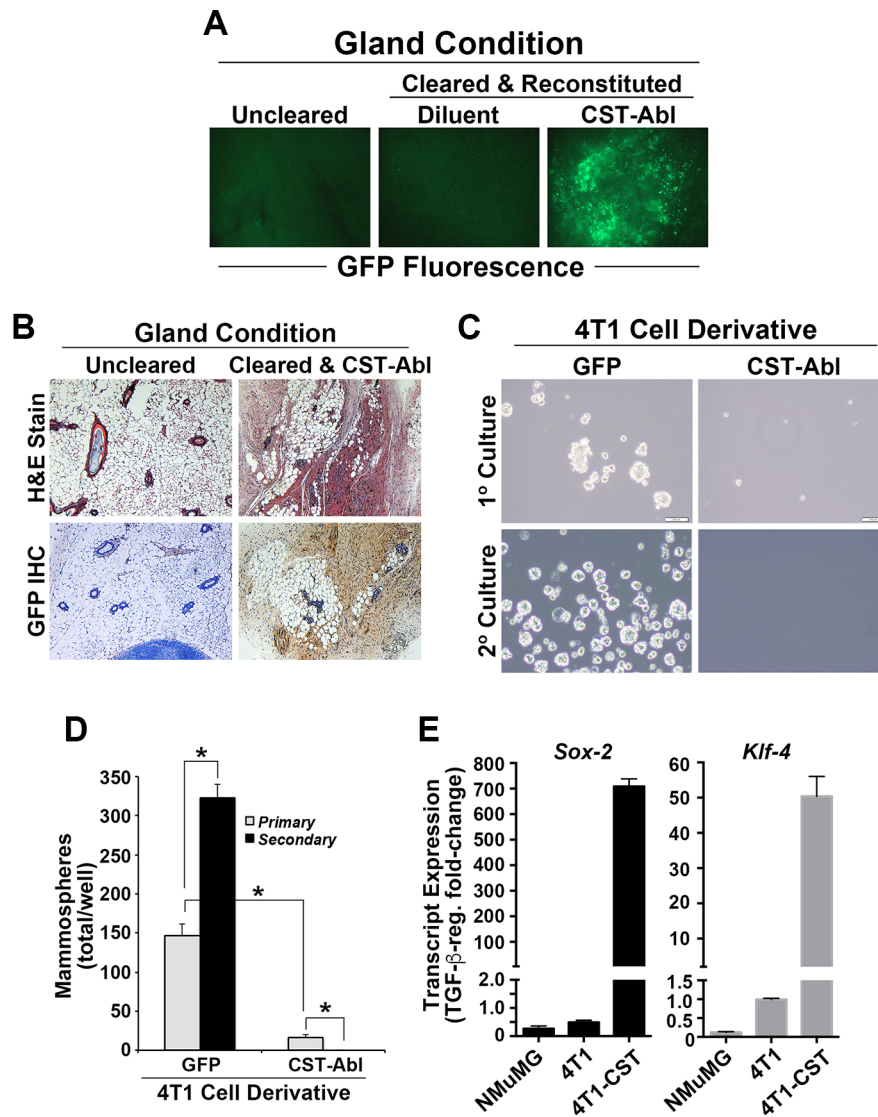 A
Gland Condition
Cleared & Reconstituted
Uncleared
Diluent
CST-Abl
GFP Fluorescence
B
Gland Condition
Uncleared
Cleared & CST-Abl
H&E Stain
GFP IHC
C
4T1 Cell Derivative
GFP
CST-Abl
1º Culture
2º Culture
D
Mammospheres
(total/well)
350
300
250
200
150
100
50
0
*
*
*
Primary
Secondary
GFP
CST-Abl
4T1 Cell Derivative
E
Transcript Expression
(TGF-β-reg. fold-change)
Sox-2
800
700
600
500
400
300
200
100
2.0
1.0
0
NMuMG
4T1
4T1-CST
Klf-4
60
50
40
30
20
10
1.5
1.0
0.5
0
NMuMG
4T1
4T1-CST